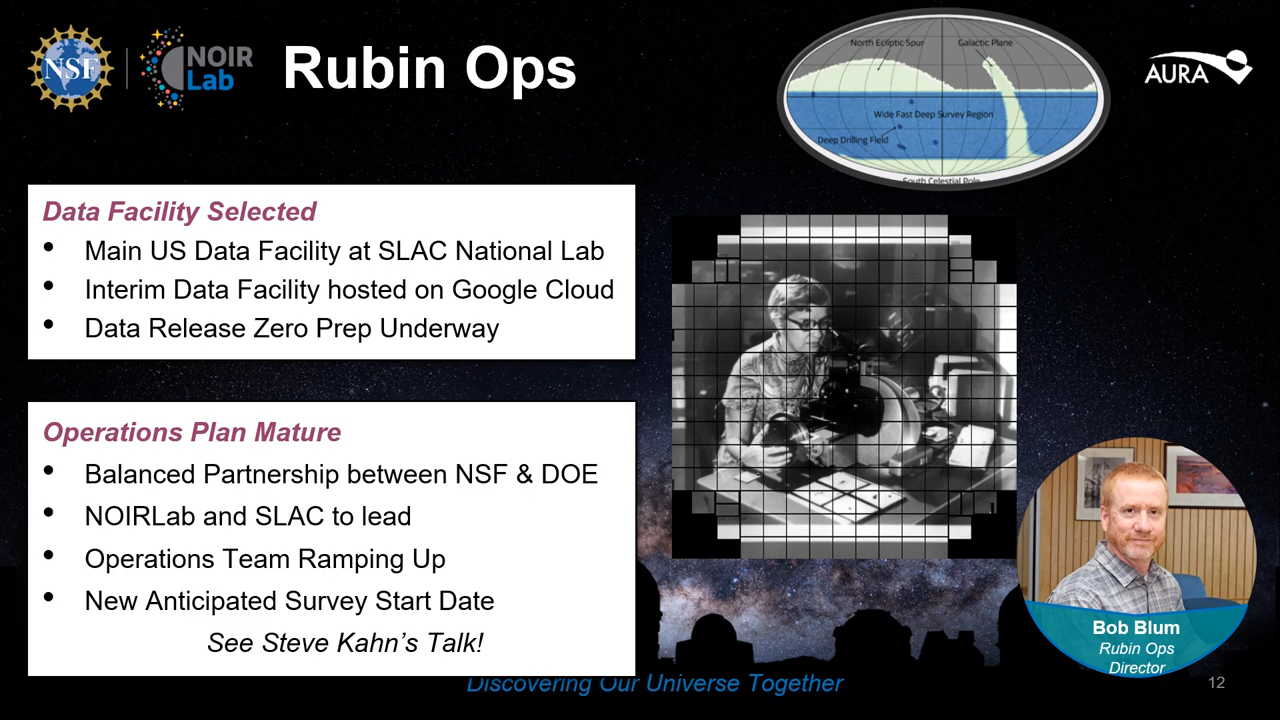 NSF
NOIR
Lab
Rubin Ops
North Ecliptic Spur
Galactic Plane
Wide Fast Deep Survey Region
Deep Drilling Field
South Celestial Pole
AURA
Data Facility Selected
• Main US Data Facility at SLAC National Lab
• Interim Data Facility hosted on Google Cloud
• Data Release Zero Prep Underway
Operations Plan Mature
• Balanced Partnership between NSF & DOE
• NOIRLab and SLAC to lead
• Operations Team Ramping Up
• New Anticipated Survey Start Date
See Steve Kahn’s Talk!
Bob Blum
Rubin Ops
Director
Discovering Our Universe Together
12